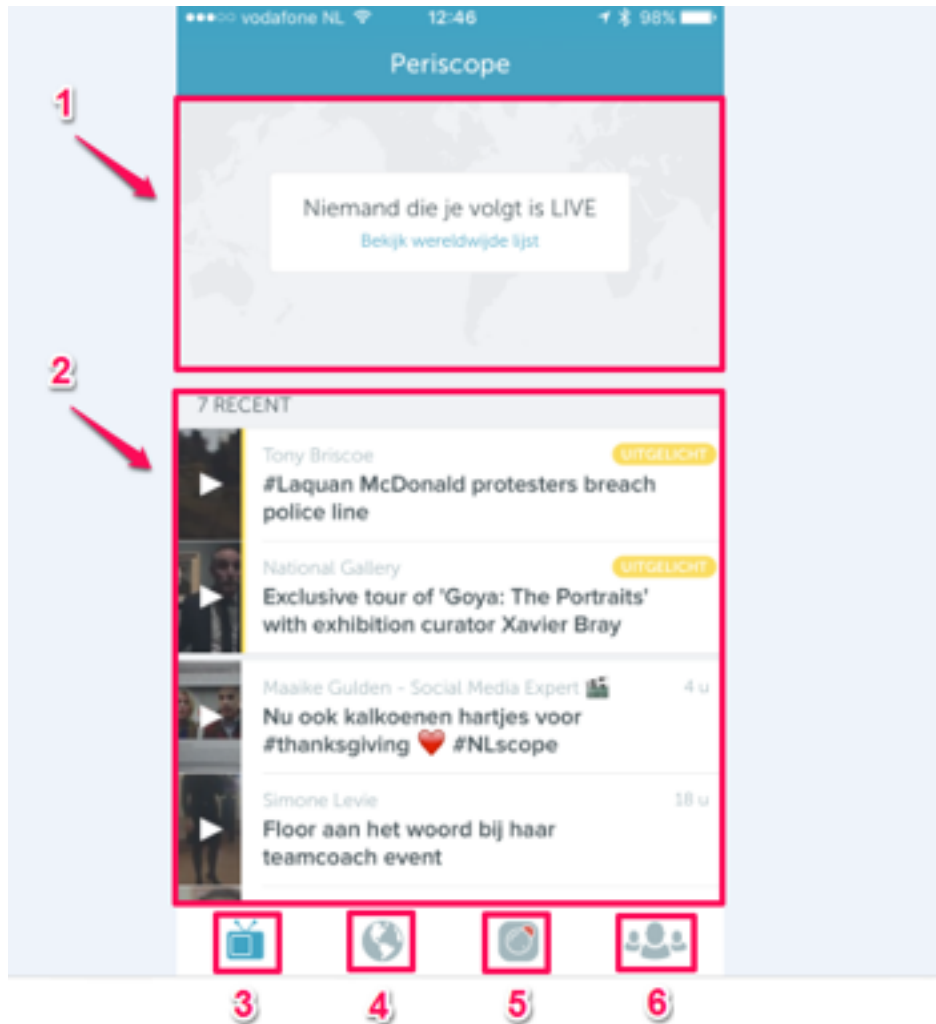 vodafone NL 12:46 98%
Periscope
1
Niemand die je volgt is LIVE
Bekijk wereldwijde lijst
2
7 RECENT
Tony Briscoe UITGELICHT
#Laquan McDonald protesters breach
police line
National Gallery UITGELICHT
Exclusive tour of 'Goya: The Portraits'
with exhibition curator Xavier Bray
Maaike Gulden - Social Media Expert 🎬 4 u
Nu ook kalkoenen hartjes voor
#thanksgiving ❤️ #NLscope
Simone Levie 18 u
Floor aan het woord bij haar
teamcoach event
3 4 5 6